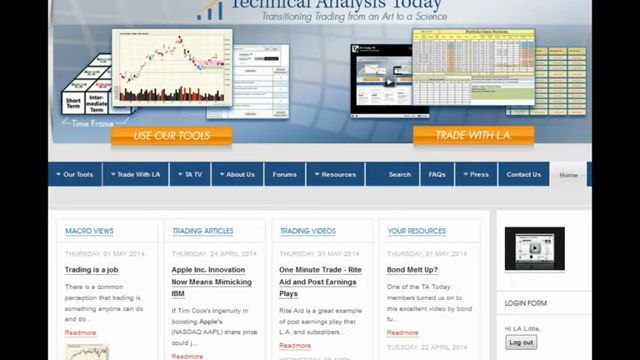 Technical Analysis Today
Transitioning Trading from an Art to a Science
Short Term
Intermediate Term
Time Frame
USE OUR TOOLS
TRADE WITH L.A.
Our Tools
Trade With LA
TA TV
About Us
Forums
Resources
Search
FAQs
Press
Contact Us
Home
MACRO VIEWS
THURSDAY, 01 MAY 2014
Trading is a job
There is a common
perception that trading is
something anyone can do
and do...
Readmore
TRADING ARTICLES
THURSDAY, 24 APRIL 2014
Apple Inc. Innovation
Now Means Mimicking
IBM
If Tim Cook's ingenuity in
boosting Apple's
(NASDAQ:AAPL) share price
could l...
Readmore
TRADING VIDEOS
THURSDAY, 01 MAY 2014
One Minute Trade - Rite
Aid and Post Earnings
Plays
Rite Aid is a great example
of post earnings play that
L.A. and subscribers...
Readmore
YOUR RESOURCES
THURSDAY, 01 MAY 2014
Bond Melt Up?
One of the TA Today
members turned us on to
this excellent video by bond
fu...
Readmore
TUESDAY, 22 APRIL 2014
LOGIN FORM
Hi LA Little,
Log out